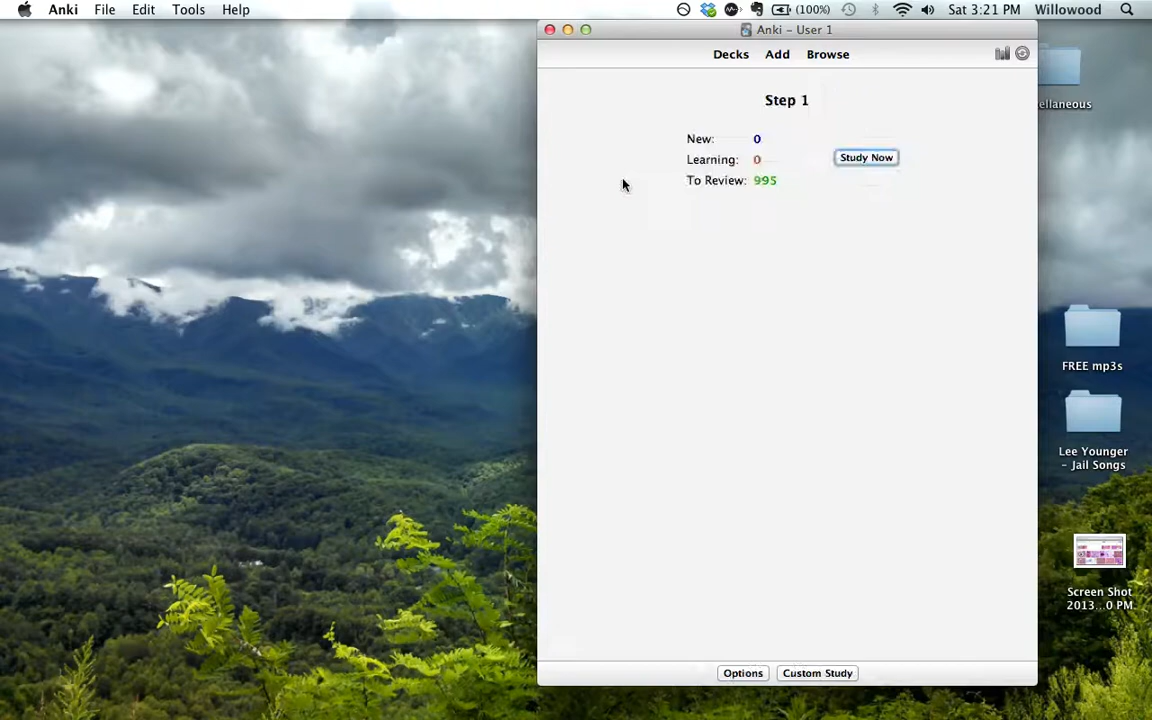 Anki File Edit Tools Help
(100%) Sat 3:21 PM Willowood
Anki – User 1
Decks Add Browse
ellaneous
Step 1
New: 0
Learning: 0
Study Now
To Review: 995
FREE mp3s
Lee Younger
– Jail Songs
Screen Shot
2013...0 PM
Options Custom Study